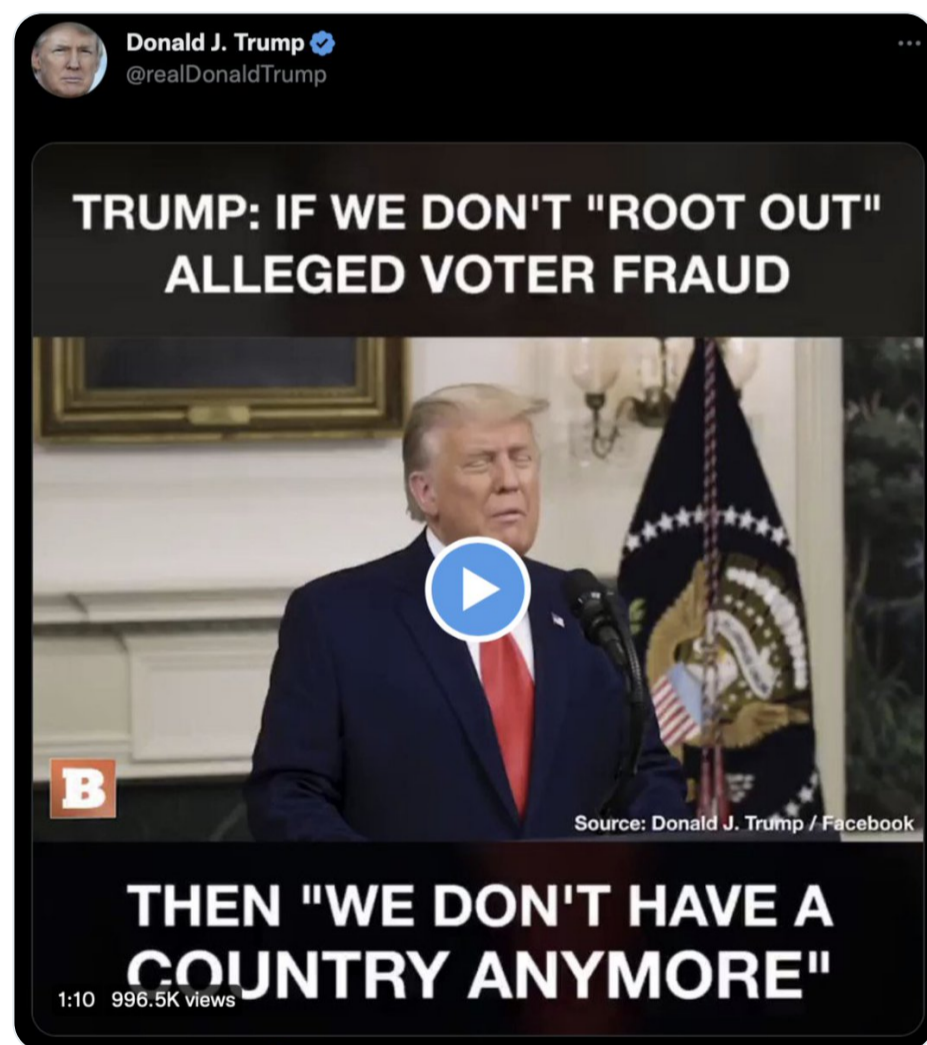 Donald J. Trump
@realDonaldTrump
TRUMP: IF WE DON'T "ROOT OUT"
ALLEGED VOTER FRAUD
B
Source: Donald J. Trump / Facebook
THEN "WE DON'T HAVE A
COUNTRY ANYMORE"
1:10 996.5K views